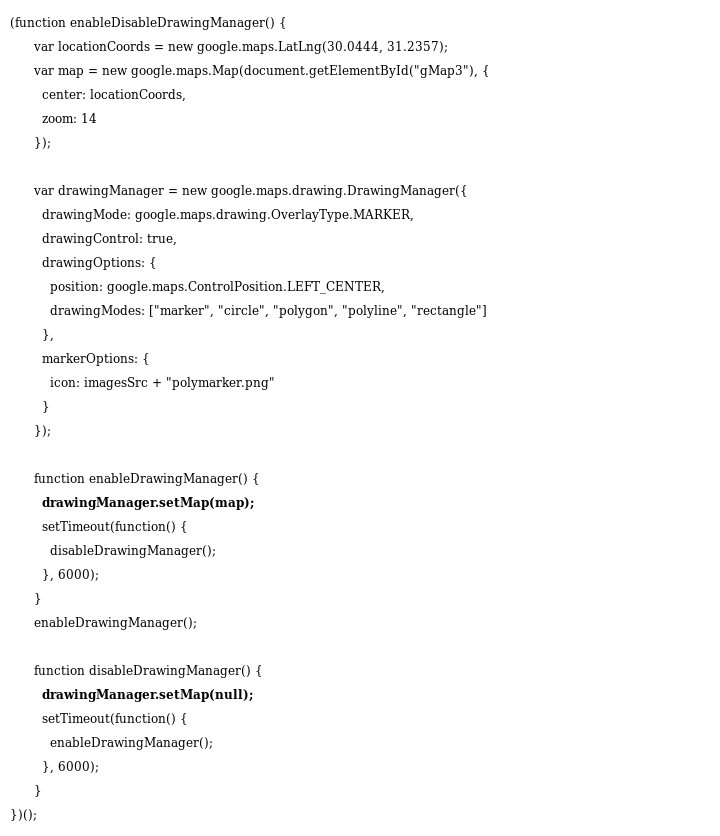 (function enableDisableDrawingManager() {
var locationCoords = new google.maps.LatLng(30.0444, 31.2357);
var map = new google.maps.Map(document.getElementById("gMap3"), {
center: locationCoords,
zoom: 14
});
var drawingManager = new google.maps.drawing.DrawingManager({
drawingMode: google.maps.drawing.OverlayType.MARKER,
drawingControl: true,
drawingOptions: {
position: google.maps.ControlPosition.LEFT_CENTER,
drawingModes: ["marker", "circle", "polygon", "polyline", "rectangle"]
},
markerOptions: {
icon: imagesSrc + "polymarker.png"
}
});
function enableDrawingManager() {
drawingManager.setMap(map);
setTimeout(function() {
disableDrawingManager();
}, 6000);
}
enableDrawingManager();
function disableDrawingManager() {
drawingManager.setMap(null);
setTimeout(function() {
enableDrawingManager();
}, 6000);
}
})();